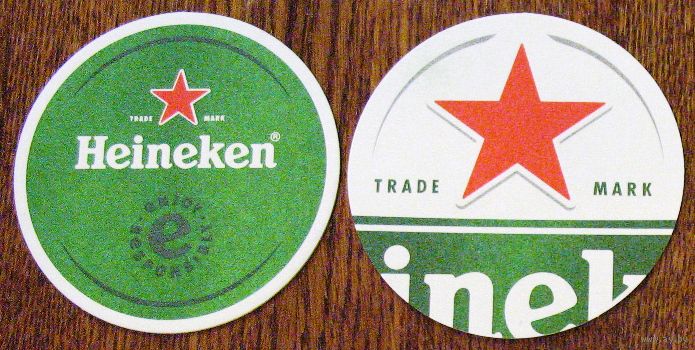 TRADE MARK
Heineken®
ENJOY
RESPONSIBLY
e
TRADE MARK
inek